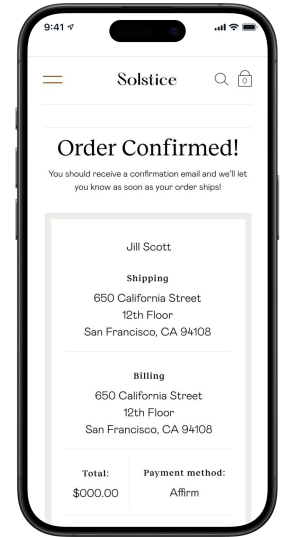 9:41
Solstice
0
Order Confirmed!
You should receive a confirmation email and we'll let
you know as soon as your order ships!
Jill Scott
Shipping
650 California Street
12th Floor
San Francisco, CA 94108
Billing
650 California Street
12th Floor
San Francisco, CA 94108
Total:
$000.00
Payment method:
Affirm